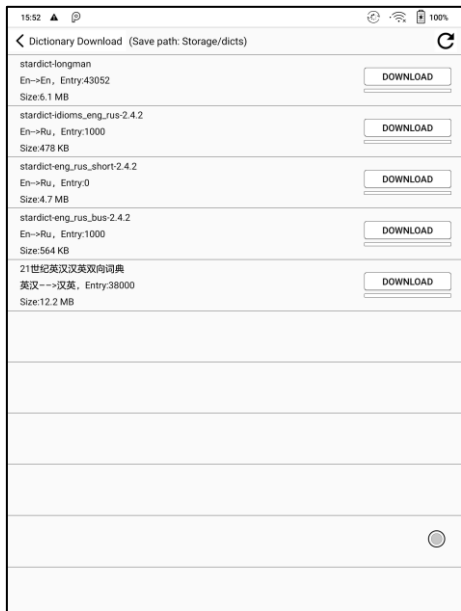 15:52
100%
Dictionary Download (Save path: Storage/dicts)
stardict-longman
En-->En, Entry:43052
Size:6.1 MB
DOWNLOAD
stardict-idioms_eng_rus-2.4.2
En-->Ru, Entry:1000
Size:478 KB
DOWNLOAD
stardict-eng_rus_short-2.4.2
En-->Ru, Entry:0
Size:4.7 MB
DOWNLOAD
stardict-eng_rus_bus-2.4.2
En-->Ru, Entry:1000
Size:564 KB
DOWNLOAD
21世纪英汉汉英双向词典
英汉-->汉英, Entry:38000
Size:12.2 MB
DOWNLOAD